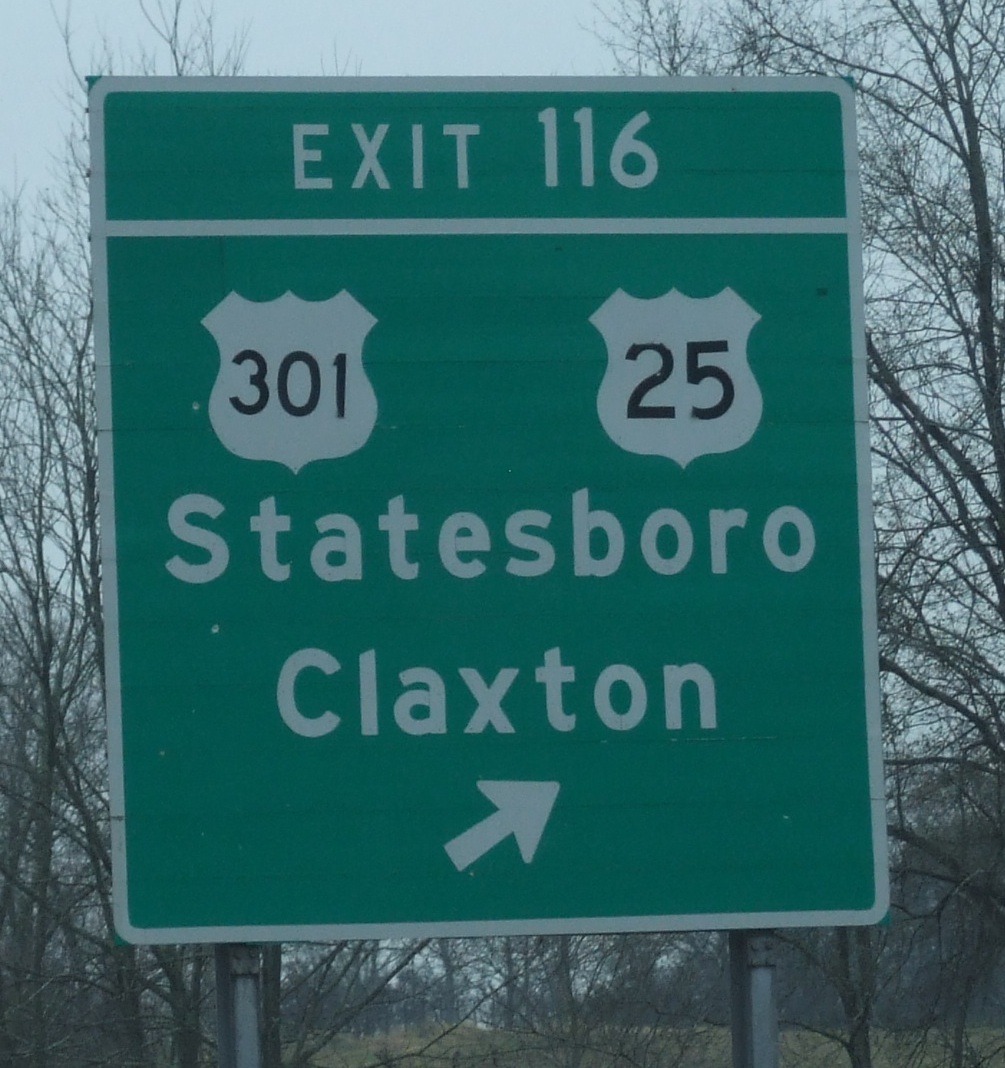 EXIT 116
301 25
Statesboro
Claxton